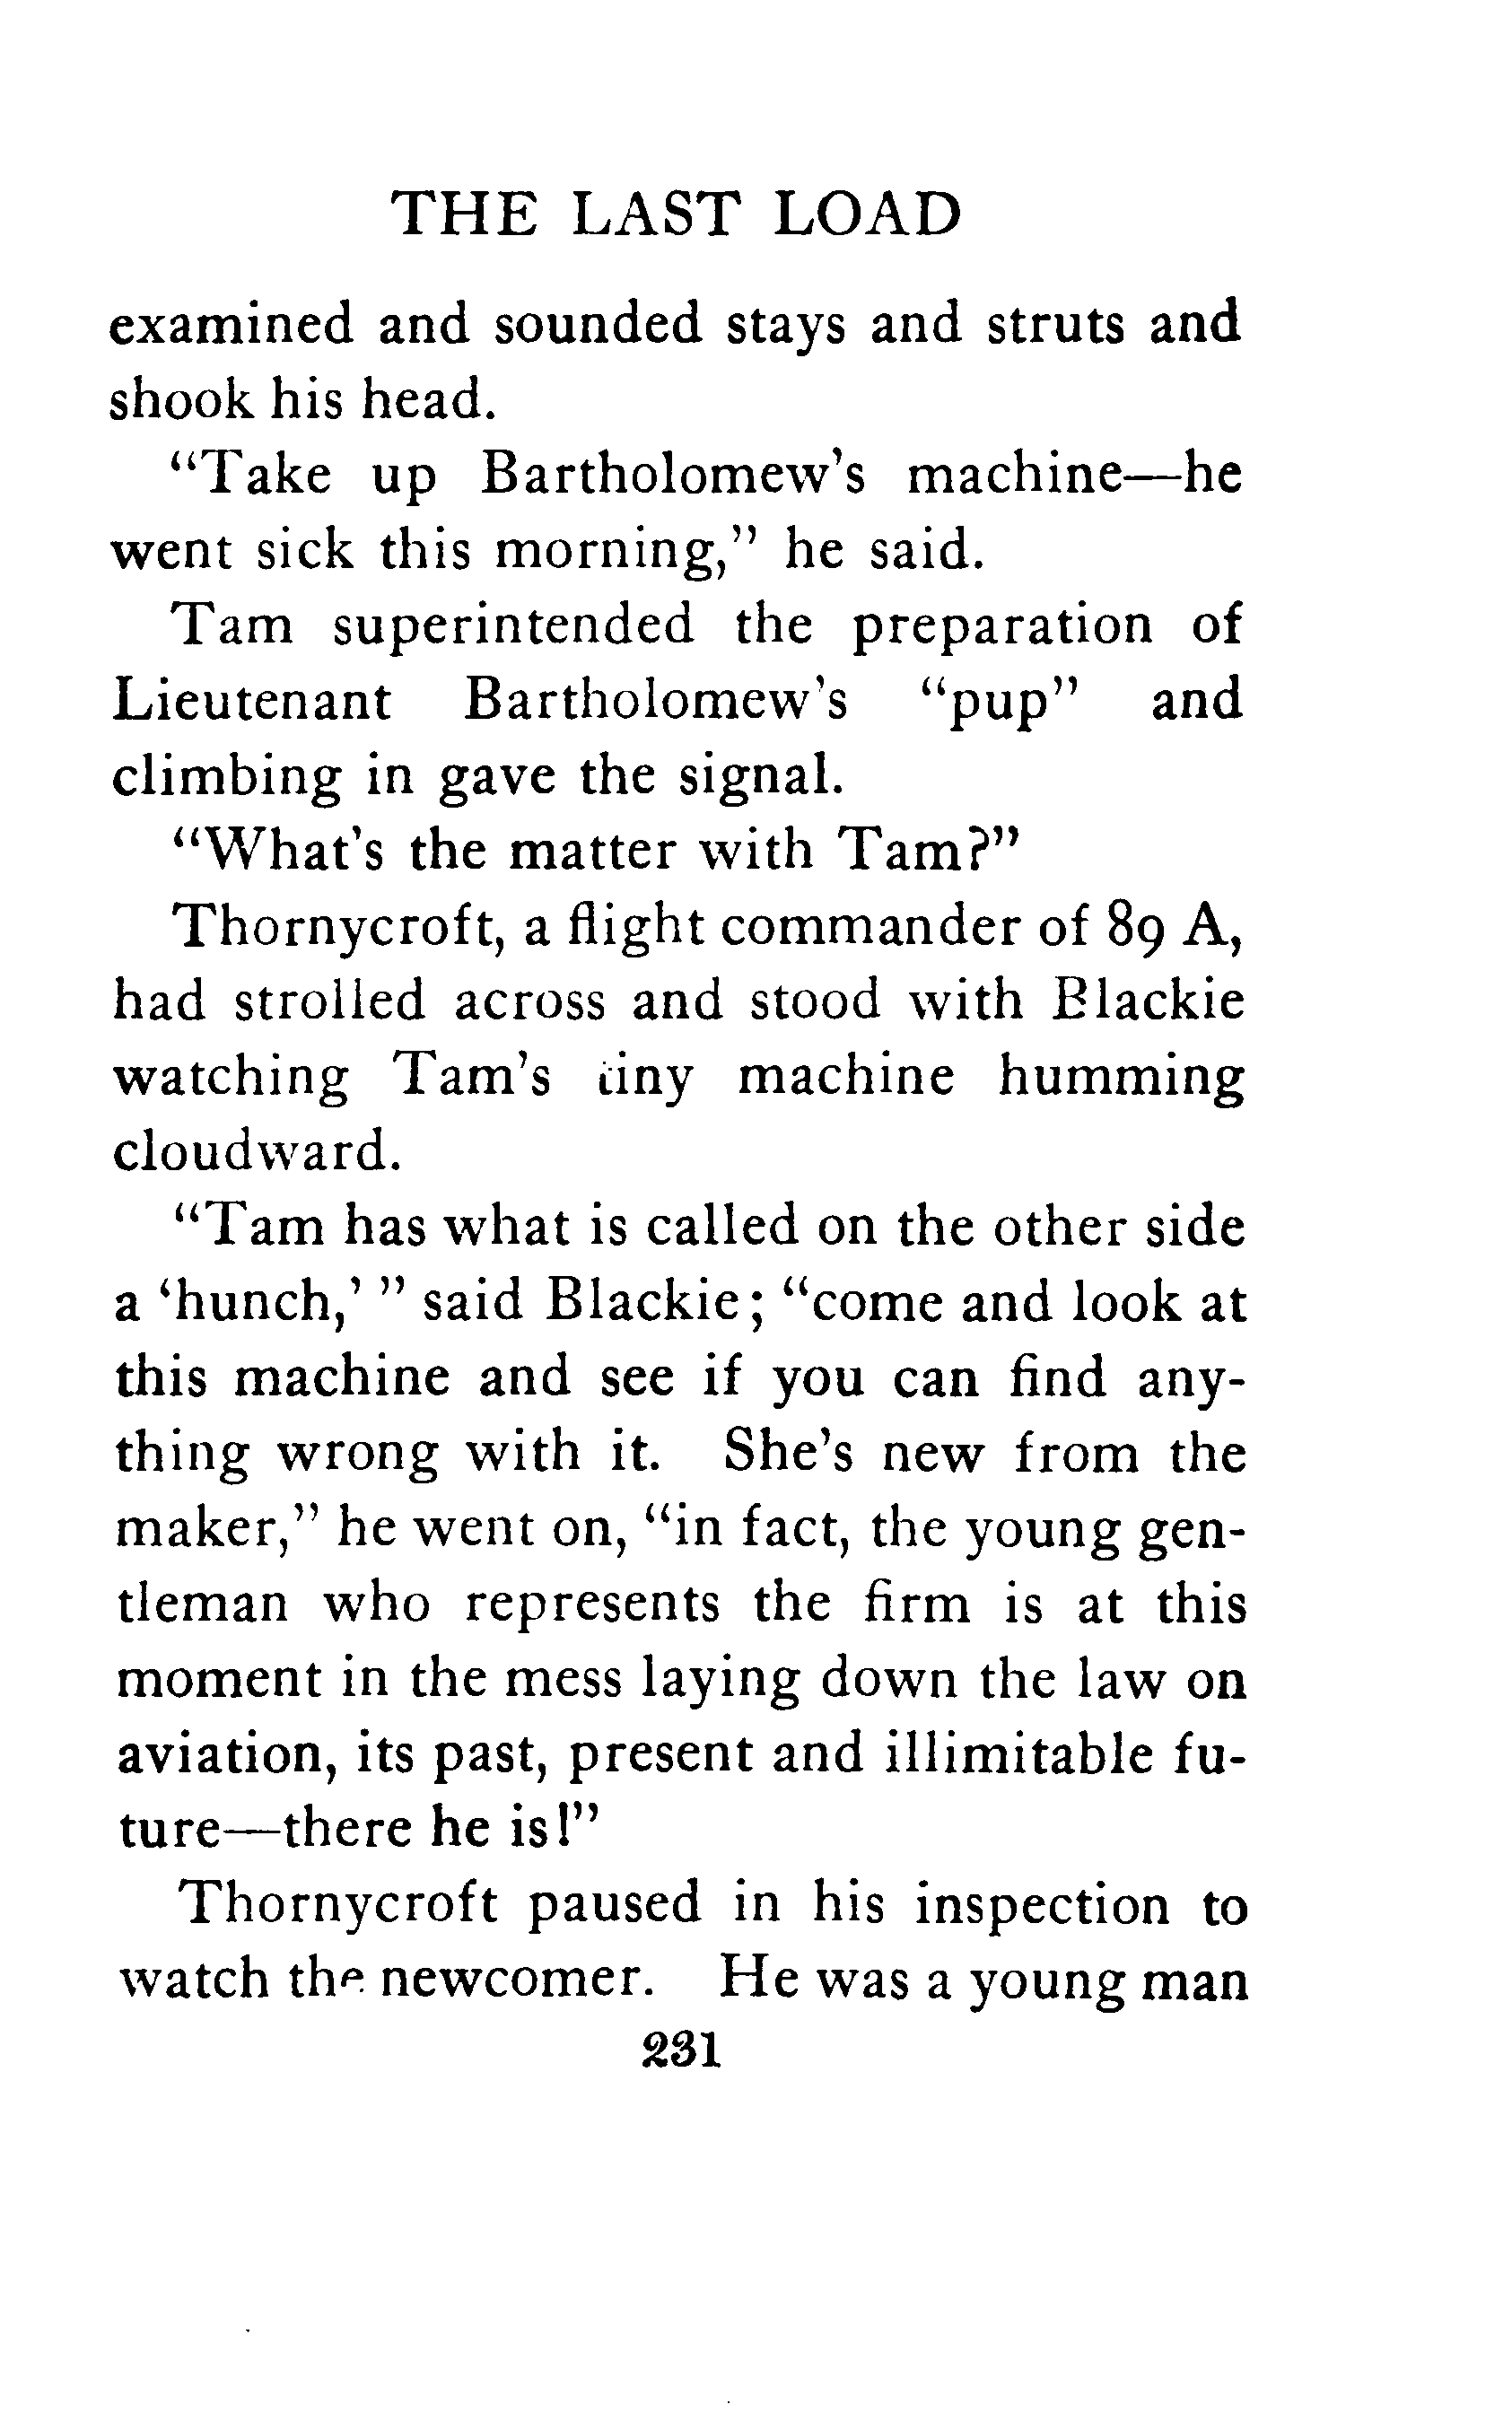 THE LAST LOAD
examined and sounded stays and struts and
shook his head.
"Take up Bartholomew's machine—he
went sick this morning," he said.
Tam superintended the preparation of
Lieutenant Bartholomew's "pup" and
climbing in gave the signal.
"What's the matter with Tam?"
Thornycroft, a flight commander of 89 A,
had strolled across and stood with Blackie
watching Tam's tiny machine humming
cloudward.
"Tam has what is called on the other side
a 'hunch,' " said Blackie; "come and look at
this machine and see if you can find any-
thing wrong with it. She's new from the
maker," he went on, "in fact, the young gen-
tleman who represents the firm is at this
moment in the mess laying down the law on
aviation, its past, present and illimitable fu-
ture—there he is!"
Thornycroft paused in his inspection to
watch the newcomer. He was a young man
231